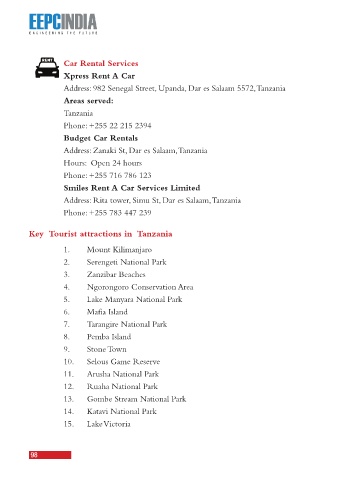 EEPCINDIA
ENGINEERING THE FUTURE
RENT
Car Rental Services
Xpress Rent A Car
Address: 982 Senegal Street, Upanda, Dar es Salaam 5572, Tanzania
Areas served:
Tanzania
Phone: +255 22 215 2394
Budget Car Rentals
Address: Zanaki St, Dar es Salaam, Tanzania
Hours: Open 24 hours
Phone: +255 716 786 123
Smiles Rent A Car Services Limited
Address: Rita tower, Simu St, Dar es Salaam, Tanzania
Phone: +255 783 447 239
Key Tourist attractions in Tanzania
1. Mount Kilimanjaro
2. Serengeti National Park
3. Zanzibar Beaches
4. Ngorongoro Conservation Area
5. Lake Manyara National Park
6. Mafia Island
7. Tarangire National Park
8. Pemba Island
9. Stone Town
10. Selous Game Reserve
11. Arusha National Park
12. Ruaha National Park
13. Gombe Stream National Park
14. Katavi National Park
15. Lake Victoria
98